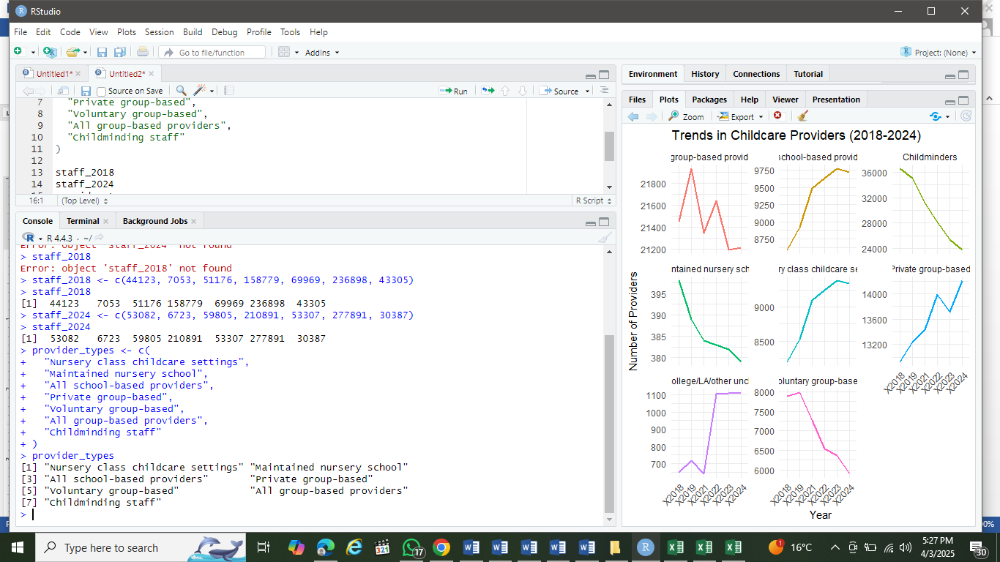 RStudio
File Edit Code View Plots Session Build Debug Profile Tools Help
Go to file/function Addins Project: (None)
Untitled1* Untitled2*
Source on Save Run Source
7 "Private group-based",
8 "Voluntary group-based",
9 "All group-based providers",
10 "Childminding staff"
11 )
12
13 staff_2018
14 staff_2024
16:1 (Top Level) R Script
Console Terminal Background Jobs
R 4.4.3 · ~/
Error: object 'staff_2024' not found
> staff_2018
Error: object 'staff_2018' not found
> staff_2018 <- c(44123, 7053, 51176, 158779, 69969, 236898, 43305)
> staff_2018
[1] 44123 7053 51176 158779 69969 236898 43305
> staff_2024 <- c(53082, 6723, 59805, 210891, 53307, 277891, 30387)
> staff_2024
[1] 53082 6723 59805 210891 53307 277891 30387
> provider_types <- c(
+ "Nursery class childcare settings",
+ "Maintained nursery school",
+ "All school-based providers",
+ "Private group-based",
+ "Voluntary group-based",
+ "All group-based providers",
+ "Childminding staff"
+ )
> provider_types
[1] "Nursery class childcare settings" "Maintained nursery school"
[3] "All school-based providers" "Private group-based"
[5] "Voluntary group-based" "All group-based providers"
[7] "Childminding staff"
>
Environment History Connections Tutorial
Files Plots Packages Help Viewer Presentation
Zoom Export
Trends in Childcare Providers (2018-2024)
group-based provid
21800
21600
21400
21200
school-based provid
9750
9500
9250
9000
8750
Childminders
36000
32000
28000
24000
ntained nursery sch
395
390
385
380
ry class childcare se
9000
8500
Private group-based
14000
13600
13200
X2018 X2019 X2021 X2022 X2023 X2024
ollege/LA/other uncl
1100
1000
900
800
700
X2018 X2019 X2021 X2022 X2023 X2024
oluntary group-base
8000
7500
7000
6500
6000
X2018 X2019 X2021 X2022 X2023 X2024
Number of Providers
Year
Type here to search
321
17
1
16°C
5:27 PM
4/3/2025
30